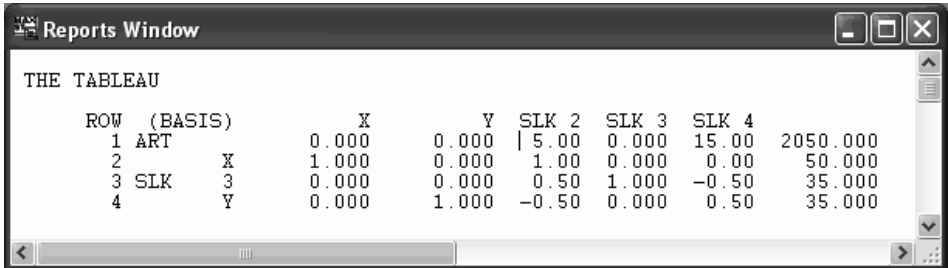 Reports Window
THE TABLEAU
ROW (BASIS) X Y SLK 2 SLK 3 SLK 4
1 ART 0.000 0.000 5.00 0.000 15.00 2050.000
2 X 1.000 0.000 1.00 0.000 0.00 50.000
3 SLK 3 0.000 0.000 0.50 1.000 -0.50 35.000
4 Y 0.000 1.000 -0.50 0.000 0.50 35.000